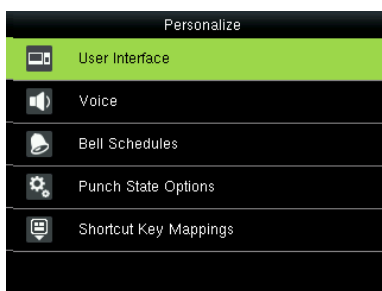 Personalize
User Interface
Voice
Bell Schedules
Punch State Options
Shortcut Key Mappings